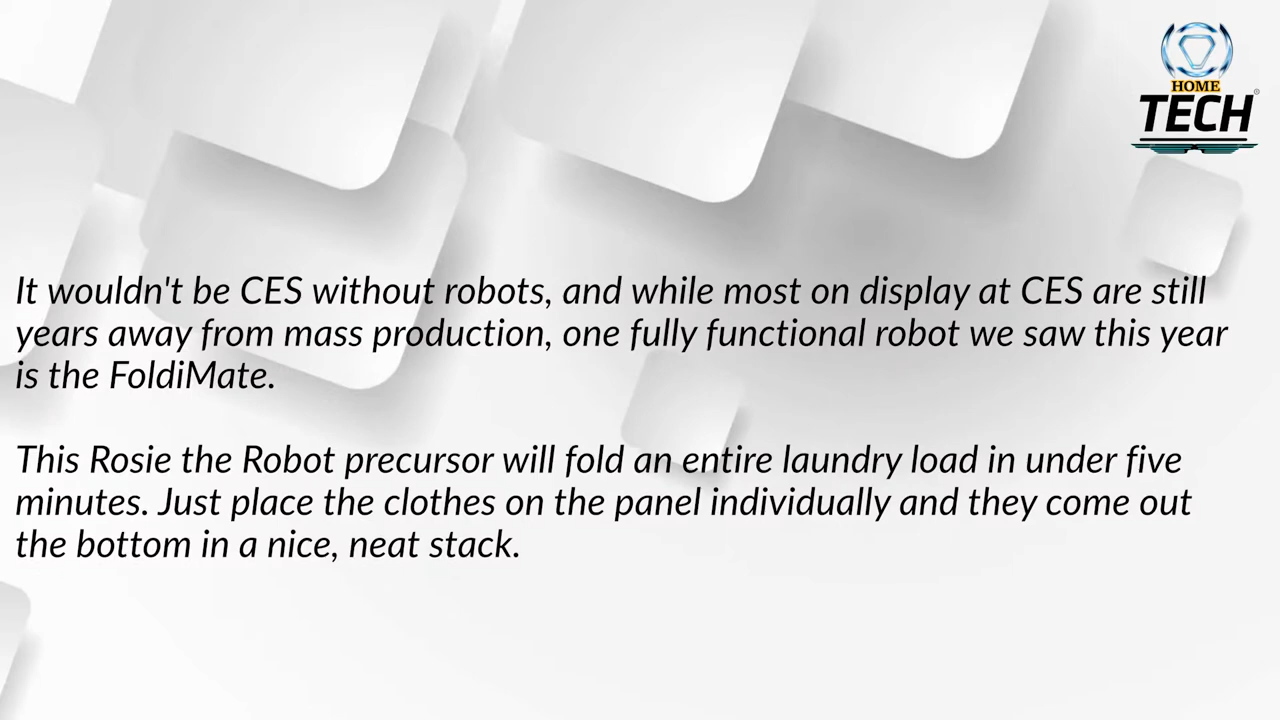 HOME
TECH®
It wouldn't be CES without robots, and while most on display at CES are still
years away from mass production, one fully functional robot we saw this year
is the FoldiMate.
This Rosie the Robot precursor will fold an entire laundry load in under five
minutes. Just place the clothes on the panel individually and they come out
the bottom in a nice, neat stack.